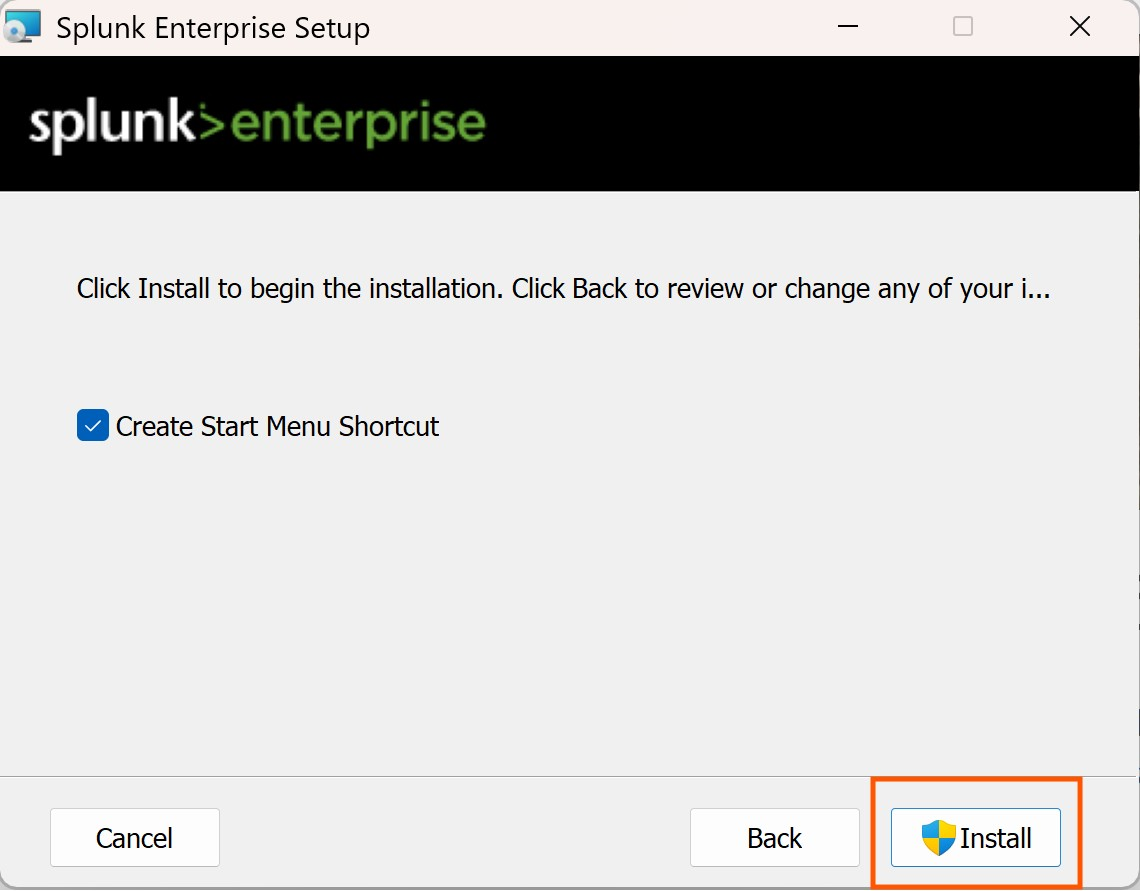 Splunk Enterprise Setup
splunk>enterprise
Click Install to begin the installation. Click Back to review or change any of your i...
Create Start Menu Shortcut
Cancel
Back
Install